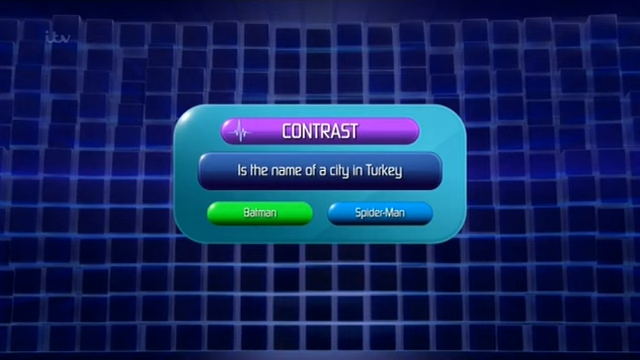 itv
CONTRAST
Is the name of a city in Turkey
Batman
Spider-Man